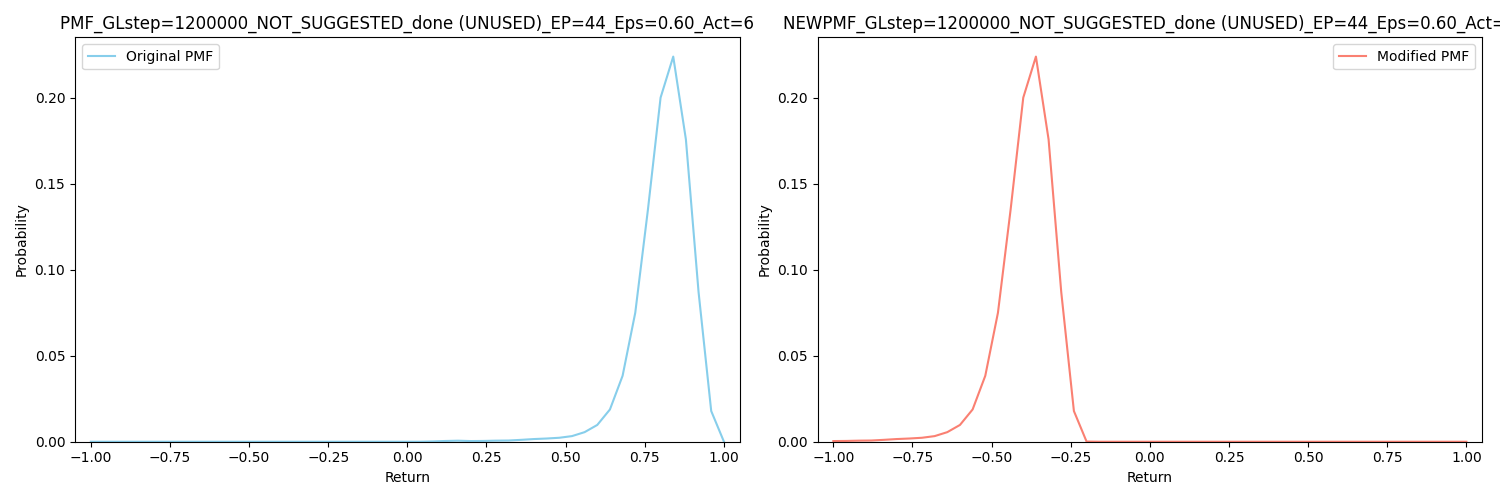 PMF_GLstep=1200000_NOT_SUGGESTED_done (UNUSED)_EP=44_Eps=0.60_Act=6
Original PMF
Probability
0.20
0.15
0.10
0.05
0.00
−1.00 −0.75 −0.50 −0.25 0.00 0.25 0.50 0.75 1.00
Return
NEWPMF_GLstep=1200000_NOT_SUGGESTED_done (UNUSED)_EP=44_Eps=0.60_Act=
Modified PMF
Probability
0.20
0.15
0.10
0.05
0.00
−1.00 −0.75 −0.50 −0.25 0.00 0.25 0.50 0.75 1.00
Return